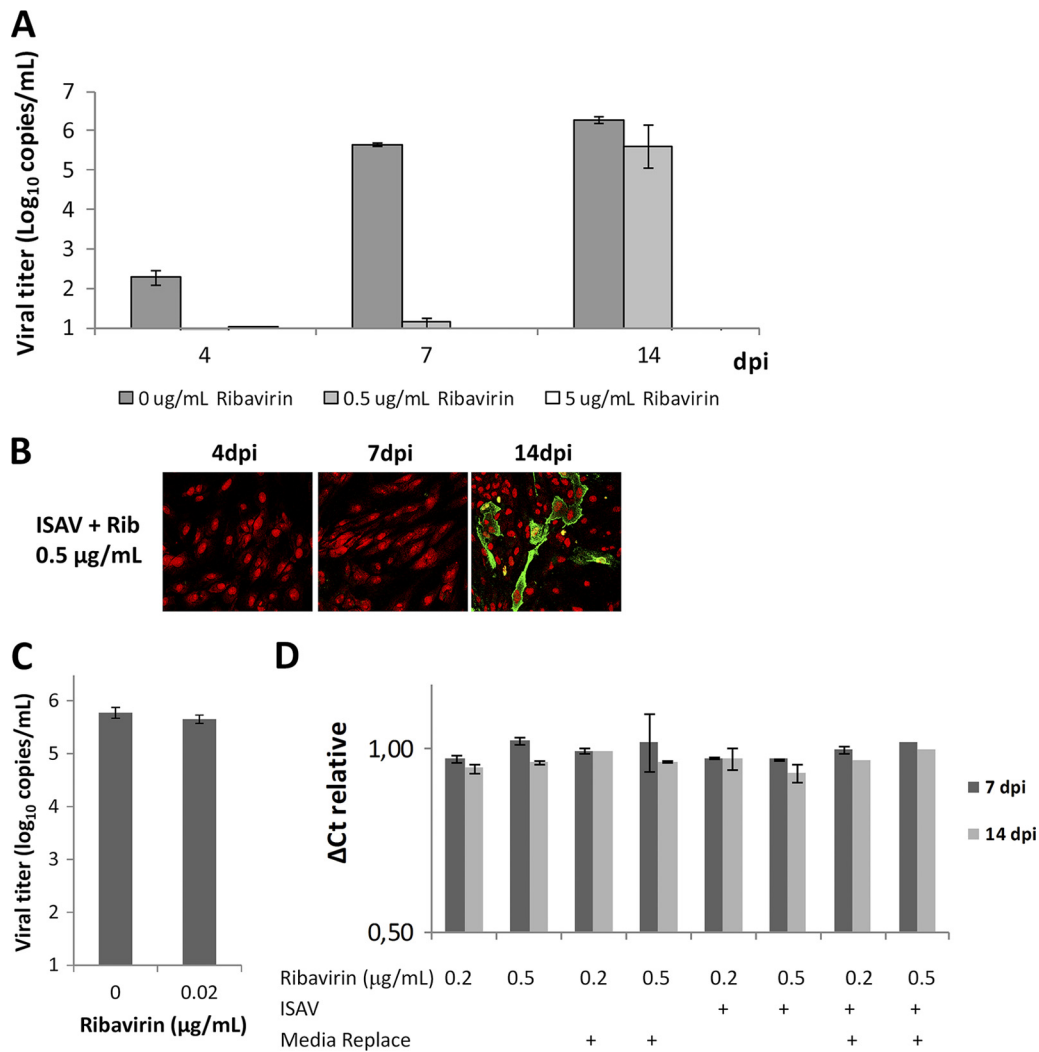 A
Viral titer (Log10 copies/mL)
7
6
5
4
3
2
1
4 7 14 dpi
0 ug/mL Ribavirin 0.5 ug/mL Ribavirin 5 ug/mL Ribavirin
B
4dpi 7dpi 14dpi
ISAV + Rib
0.5 µg/mL
C
Viral titer (log10 copies/mL)
6
5
4
3
2
1
0 0.02
Ribavirin (µg/mL)
D
ΔCt relative
1,00
0,50
7 dpi
14 dpi
Ribavirin (µg/mL) 0.2 0.5 0.2 0.5 0.2 0.5 0.2 0.5
ISAV + + + +
Media Replace + + + +